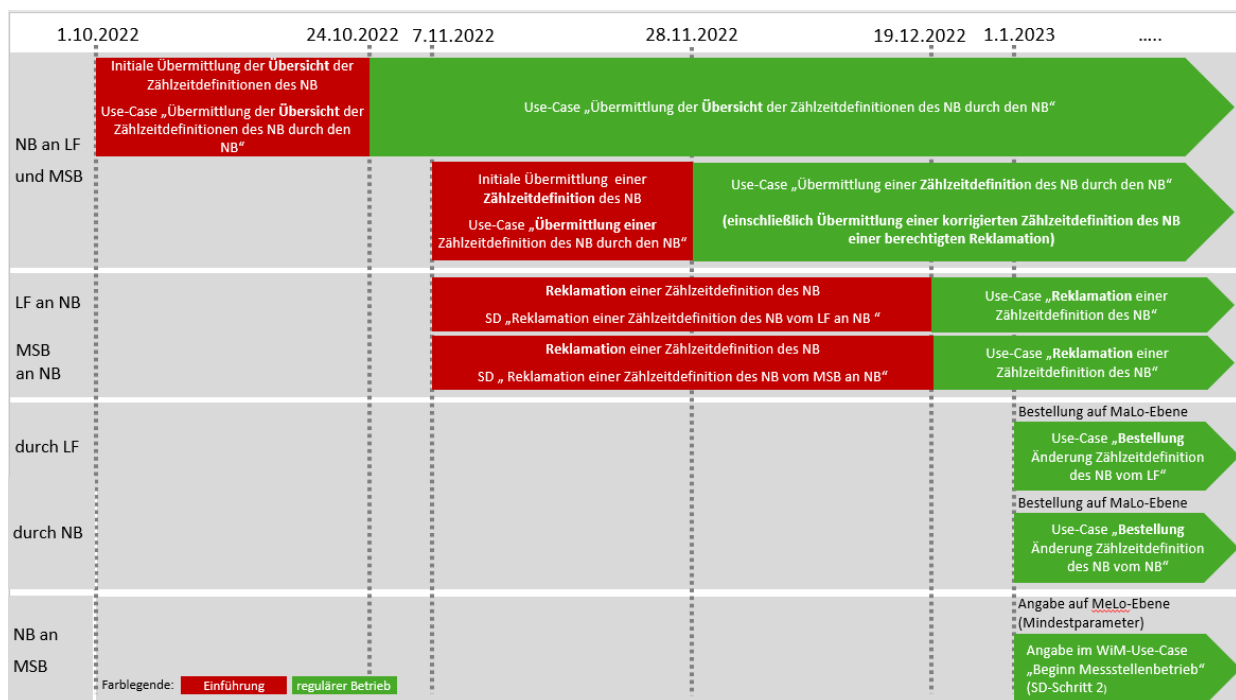 1.10.2022
24.10.2022
7.11.2022
28.11.2022
19.12.2022
1.1.2023
.....
NB an LF
und MSB
Initiale Übermittlung der Übersicht der
Zählzeitdefinitionen des NB
Use-Case „Übermittlung der Übersicht der
Zählzeitdefinitionen des NB durch den
NB“
Use-Case „Übermittlung der Übersicht der Zählzeitdefinitionen des NB durch den NB“
Initiale Übermittlung einer
Zählzeitdefinition des NB
Use-Case „Übermittlung einer
Zählzeitdefinition des NB durch den NB“
Use-Case „Übermittlung einer Zählzeitdefinition des NB durch den NB“
(einschließlich Übermittlung einer korrigierten Zählzeitdefinition des NB
einer berechtigten Reklamation)
LF an NB
Reklamation einer Zählzeitdefinition des NB
SD „Reklamation einer Zählzeitdefinition des NB vom LF an NB “
Use-Case „Reklamation einer
Zählzeitdefinition des NB“
MSB
an NB
Reklamation einer Zählzeitdefinition des NB
SD „ Reklamation einer Zählzeitdefinition des NB vom MSB an NB“
Use-Case „Reklamation einer
Zählzeitdefinition des NB“
durch LF
Bestellung auf MaLo-Ebene
Use-Case „Bestellung
Änderung Zählzeitdefinition
des NB vom LF“
durch NB
Bestellung auf MaLo-Ebene
Use-Case „Bestellung
Änderung Zählzeitdefinition
des NB vom NB“
NB an
MSB
Angabe auf MeLo-Ebene
(Mindestparameter)
Angabe im WiM-Use-Case
„Beginn Messstellenbetrieb“
(SD-Schritt 2)
Farblegende:
Einführung
regulärer Betrieb